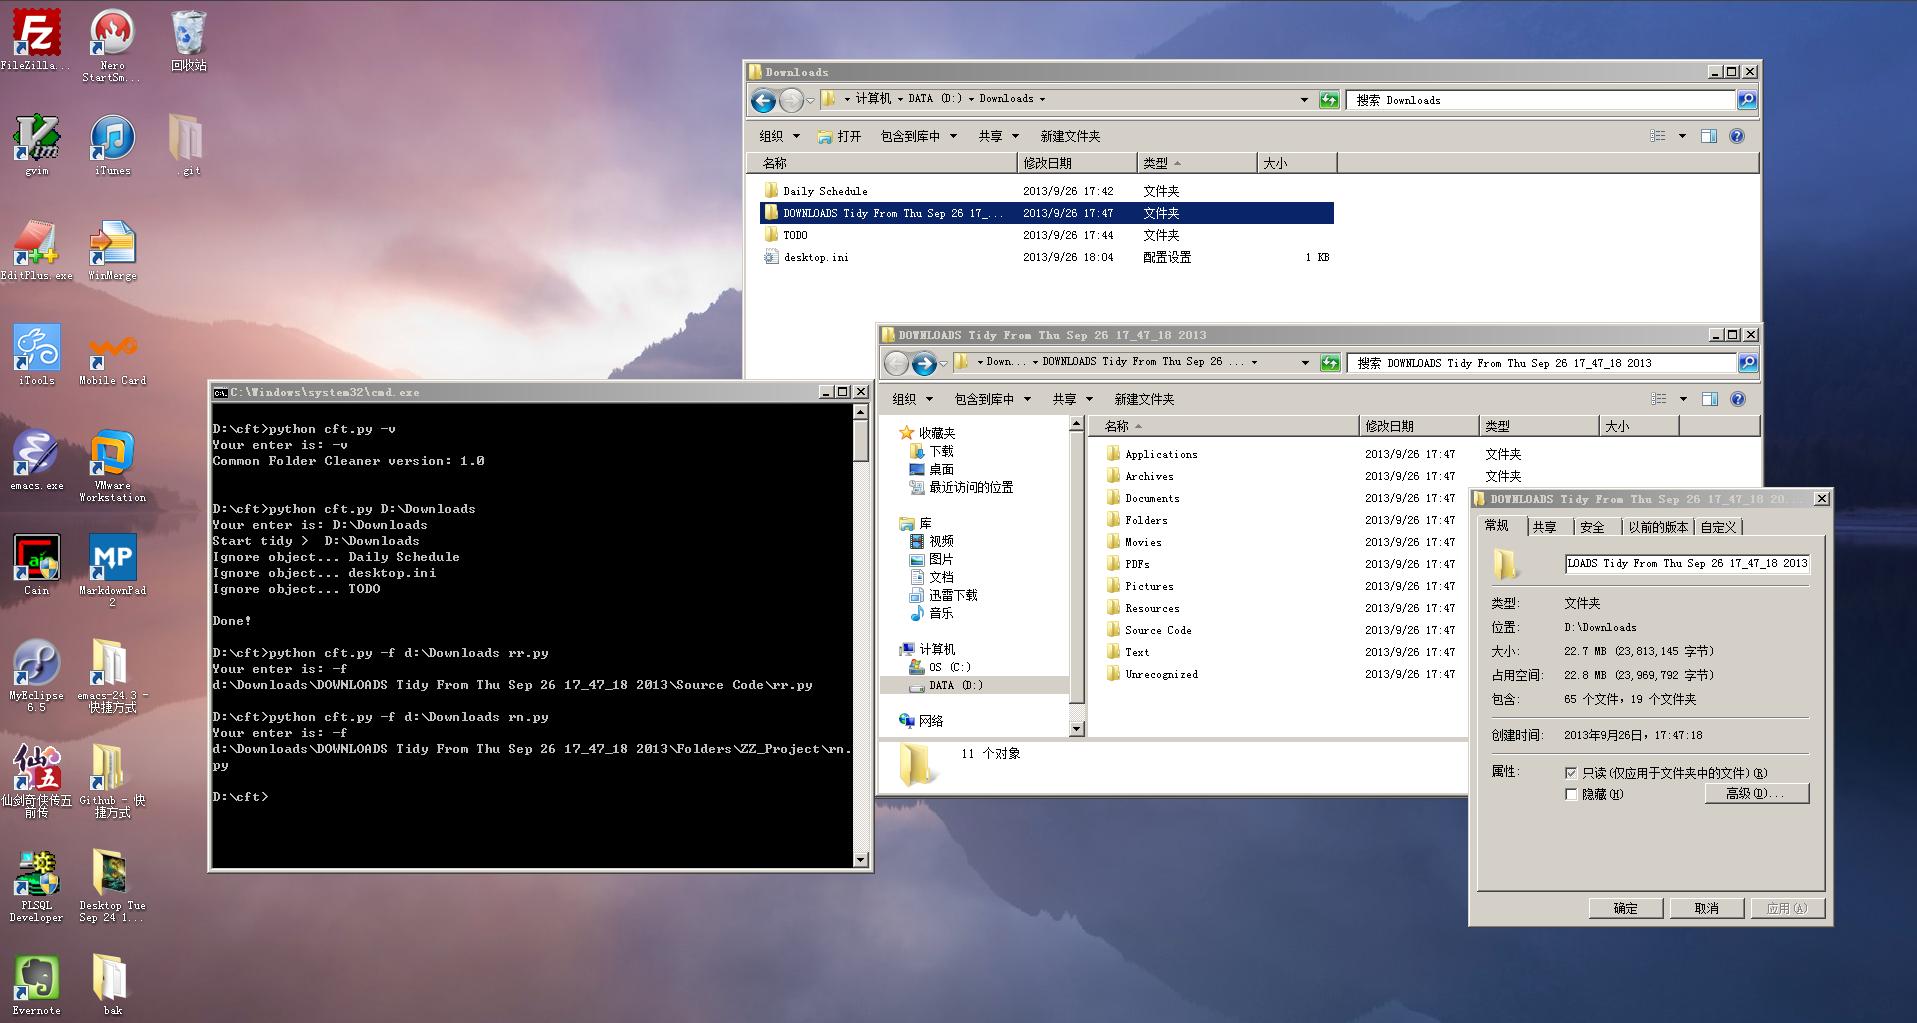 FileZilla...
Nero
StartSm...
回收站
gvim
iTunes
.git
EditPlus.exe
WinMerge
iTools
Mobile Card
emacs.exe
VMware
Workstation
Cain
MarkdownPad
2
MyEclipse
6.5
emacs-24.3 -
快捷方式
仙剑奇侠传五
前传
Github - 快
捷方式
PLSQL
Developer
Desktop Tue
Sep 24 1...
Evernote
bak
Downloads
计算机 DATA (D:) Downloads
搜索 Downloads
组织 打开 包含到库中 共享 新建文件夹
名称 修改日期 类型 大小
Daily Schedule 2013/9/26 17:42 文件夹
DOWNLOADS Tidy From Thu Sep 26 17_... 2013/9/26 17:47 文件夹
TODO 2013/9/26 17:44 文件夹
desktop.ini 2013/9/26 18:04 配置设置 1 KB
C:\Windows\system32\cmd.exe
D:\cft>python cft.py -v
Your enter is: -v
Common Folder Cleaner version: 1.0
D:\cft>python cft.py D:\Downloads
Your enter is: D:\Downloads
Start tidy > D:\Downloads
Ignore object... Daily Schedule
Ignore object... desktop.ini
Ignore object... TODO
Done!
D:\cft>python cft.py -f d:\Downloads rr.py
Your enter is: -f
d:\Downloads\DOWNLOADS Tidy From Thu Sep 26 17_47_18 2013\Source Code\rr.py
D:\cft>python cft.py -f d:\Downloads rn.py
Your enter is: -f
d:\Downloads\DOWNLOADS Tidy From Thu Sep 26 17_47_18 2013\Folders\ZZ_Project\rn.
py
D:\cft>
DOWNLOADS Tidy From Thu Sep 26 17_47_18 2013
Down... DOWNLOADS Tidy From Thu Sep 26 ...
搜索 DOWNLOADS Tidy From Thu Sep 26 17_47_18 2013
组织 包含到库中 共享 新建文件夹
收藏夹
下载
桌面
最近访问的位置
库
视频
图片
文档
迅雷下载
音乐
计算机
OS (C:)
DATA (D:)
网络
名称 修改日期 类型 大小
Applications 2013/9/26 17:47 文件夹
Archives 2013/9/26 17:47 文件夹
Documents 2013/9/26 17:47
Folders 2013/9/26 17:47
Movies 2013/9/26 17:47
PDFs 2013/9/26 17:47
Pictures 2013/9/26 17:47
Resources 2013/9/26 17:47
Source Code 2013/9/26 17:47
Text 2013/9/26 17:47
Unrecognized 2013/9/26 17:47
11 个对象
DOWNLOADS Tidy From Thu Sep 26 17_47_18 20...
常规 共享 安全 以前的版本 自定义
LOADS Tidy From Thu Sep 26 17_47_18 2013
类型: 文件夹
位置: D:\Downloads
大小: 22.7 MB (23,813,145 字节)
占用空间: 22.8 MB (23,969,792 字节)
包含: 65 个文件，19 个文件夹
创建时间: 2013年9月26日，17:47:18
属性: 只读(仅应用于文件夹中的文件)(R)
隐藏(H) 高级(D)...
确定 取消 应用(A)